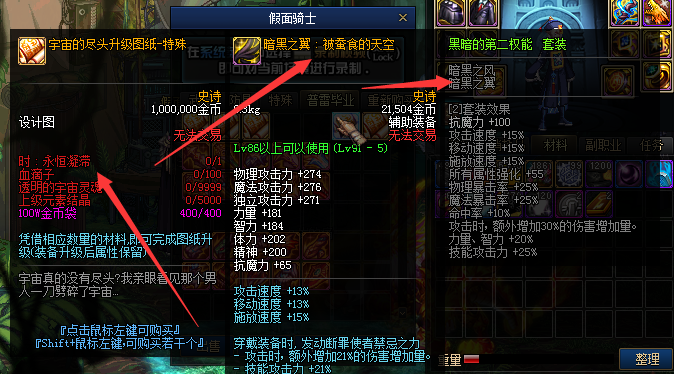 假面骑士
宇宙的尽头升级图纸-特殊
史诗
1,000,000金币
设计图
无法交易
时：永恒凝滞 0/1
血滴子 0/100
透明的宇宙灵魂 0/9999
上级元素结晶 0/5000
100W金币袋 400/400
凭借相应数量的材料,即可完成图纸升
级(装备升级后属性保留)
宇宙真的没有尽头?我亲眼看见那个男
人一刀劈碎了宇宙...
『点击鼠标左键可购买』
『Shift+鼠标左键,可购买若干个』
暗黑之翼：被蚕食的天空
史诗
3.3kg 21,504金币
辅助装备
无法交易
Lv86以上可以使用 (Lv91 - 5)
物理攻击力 +274
魔法攻击力 +276
独立攻击力 +271
力量 +181
智力 +184
体力 +202
精神 +200
抗魔力 +65
攻击速度 +13%
移动速度 +13%
施放速度 +15%
穿戴装备时, 发动断罪使者禁忌之力
- 攻击时, 额外增加21%的伤害增加量。
- 技能攻击力 +21%
黑暗的第二权能 套装
暗黑之风
暗黑之翼
[2]套装效果
抗魔力 +100
攻击速度 +15%
移动速度 +15%
施放速度 +15%
所有属性强化 +55
物理暴击率 +25%
魔法暴击率 +25%
命中率 +10%
攻击时, 额外增加30%的伤害增加量。
力量、智力 +20%
技能攻击力 +25%
材料 副职业 任务
重量
整理